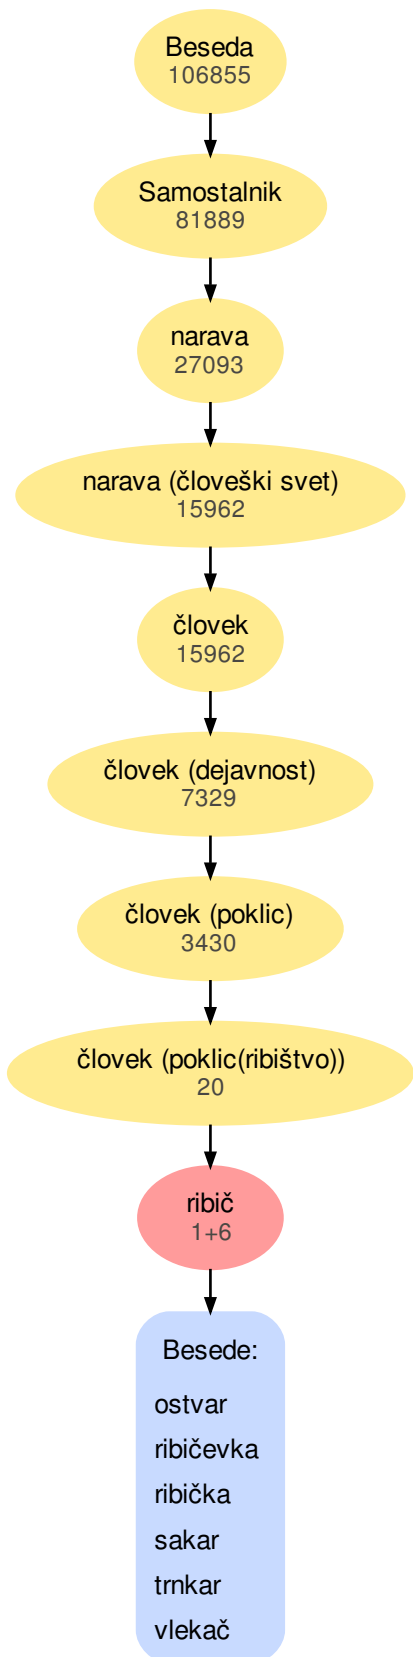 Beseda
106855
Samostalnik
81889
narava
27093
narava (človeški svet)
15962
človek
15962
človek (dejavnost)
7329
človek (poklic)
3430
človek (poklic(ribištvo))
20
ribič
1+6
Besede:
ostvar
ribičevka
ribička
sakar
trnkar
vlekač